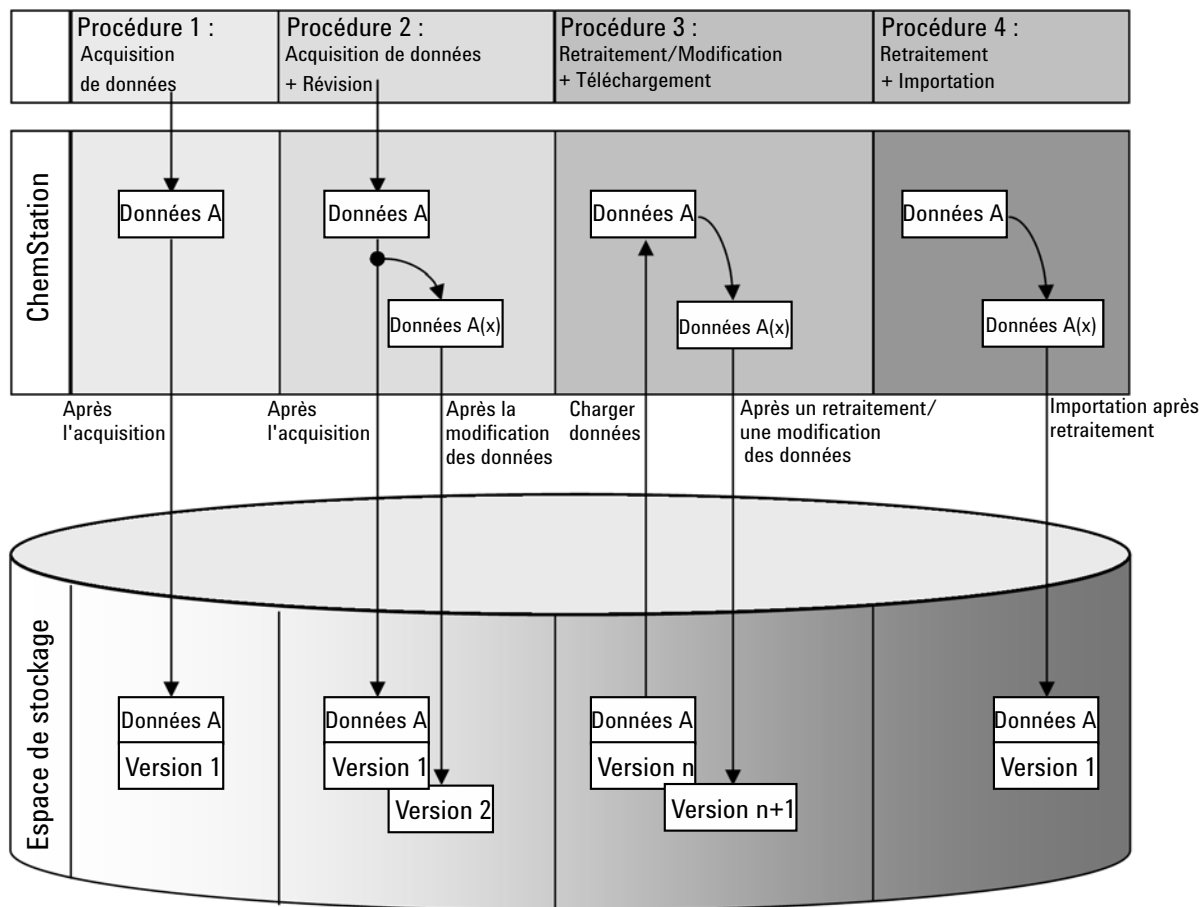 Procédure 1 :
Acquisition
de données
Procédure 2 :
Acquisition de données
+ Révision
Procédure 3 :
Retraitement/Modification
+ Téléchargement
Procédure 4 :
Retraitement
+ Importation
ChemStation
Données A
Données A
Données A(x)
Données A
Données A(x)
Données A
Données A(x)
Après
l'acquisition
Après
l'acquisition
Après la
modification
des données
Charger
données
Après un retraitement/
une modification
des données
Importation après
retraitement
Espace de stockage
Données A
Version 1
Données A
Version 1
Version 2
Données A
Version n
Version n+1
Données A
Version 1